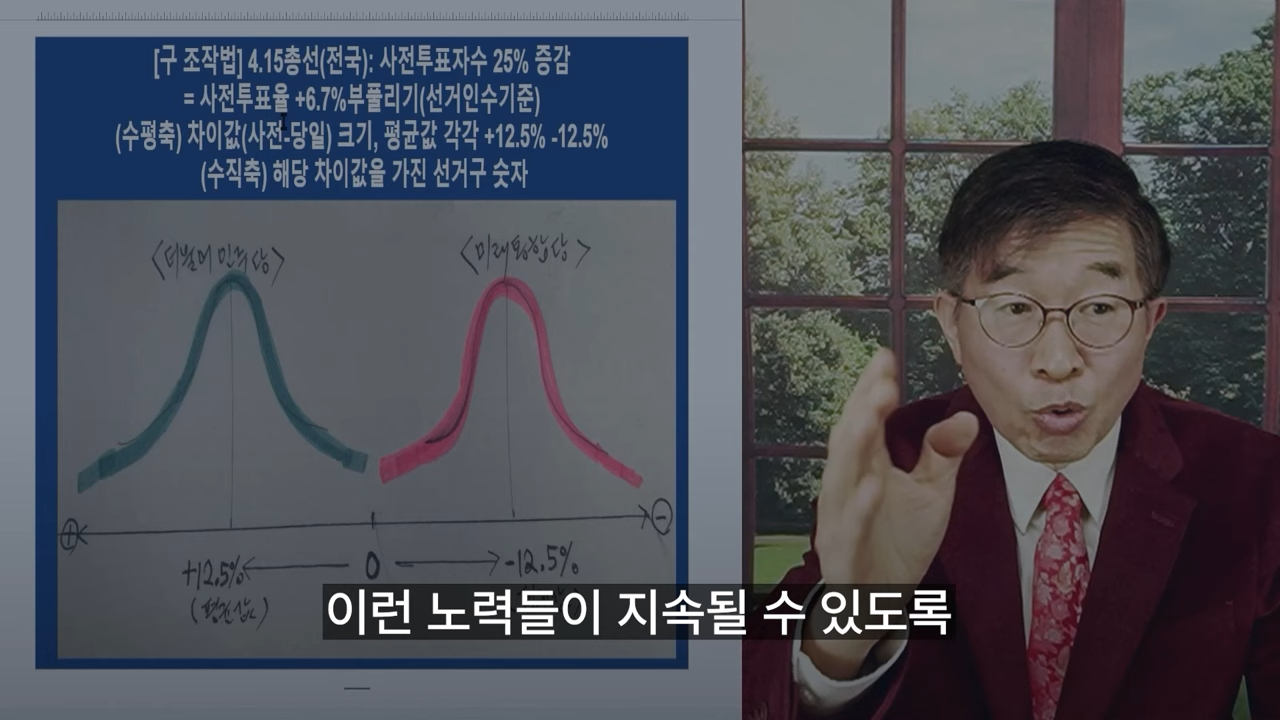 [구 조작법] 4.15총선(전국): 사전투표자수 25% 증감
= 사전투표율 +6.7%부풀리기(선거인수기준)
(수평축) 차이값(사전-당일) 크기, 평균값 각각 +12.5% -12.5%
(수직축) 해당 차이값을 가진 선거구 숫자
<더불어 민주당> <미래통합당>
+ -
+12.5% 0 -12.5%
(평균값)
이런 노력들이 지속될 수 있도록